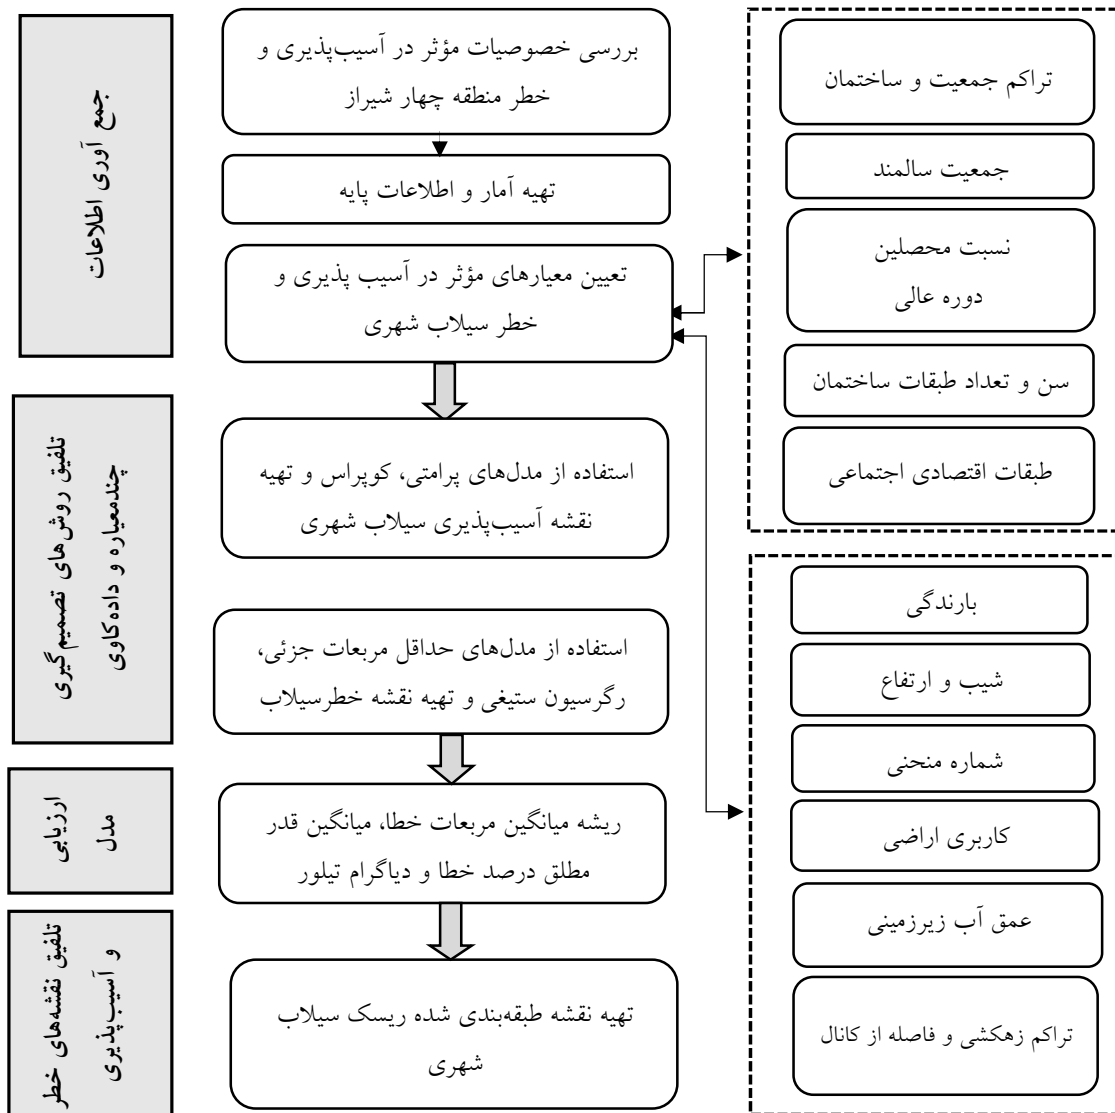 تراکم جمعیت و ساختمان
جمعیت سالمند
نسبت محصلین
دوره عالی
سن و تعداد طبقات ساختمان
طبقات اقتصادی اجتماعی
بارندگی
شیب و ارتفاع
شماره منحنی
کاربری اراضی
عمق آب زیرزمینی
تراکم زهکشی و فاصله از کانال
بررسی خصوصیات مؤثر در آسیب‌پذیری و
خطر منطقه چهار شیراز
تهیه آمار و اطلاعات پایه
تعیین معیارهای مؤثر در آسیب پذیری و
خطر سیلاب شهری
استفاده از مدل‌های پرامتی، کوپراس و تهیه
نقشه آسیب‌پذیری سیلاب شهری
استفاده از مدل‌های حداقل مربعات جزئی،
رگرسیون ستیغی و تهیه نقشه خطرسیلاب
ریشه میانگین مربعات خطا، میانگین قدر
مطلق درصد خطا و دیاگرام تیلور
تهیه نقشه طبقه‌بندی شده ریسک سیلاب
شهری
جمع آوری اطلاعات
تلفیق روش‌های تصمیم‌گیری
چندمعیاره و داده‌کاوی
ارزیابی
مدل
تلفیق نقشه‌های خطر
و آسیب‌پذیری